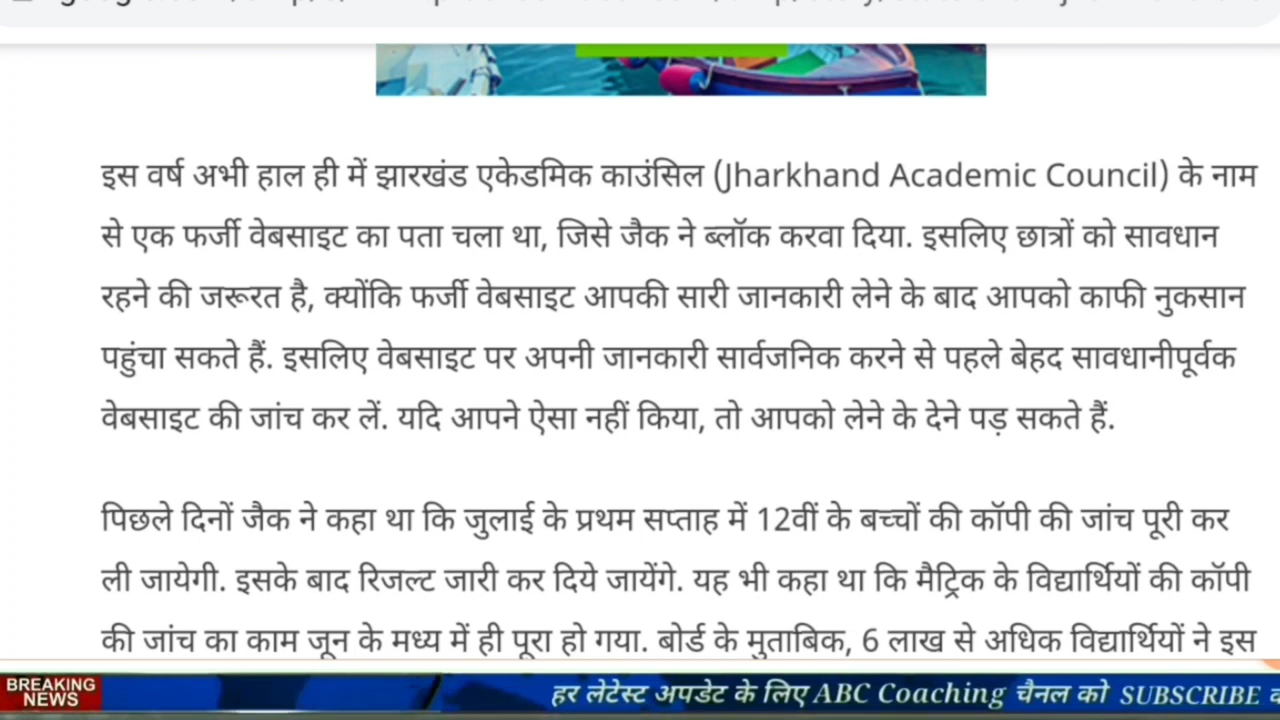 इस वर्ष अभी हाल ही में झारखंड एकेडमिक काउंसिल (Jharkhand Academic Council) के नाम
से एक फर्जी वेबसाइट का पता चला था, जिसे जैक ने ब्लॉक करवा दिया. इसलिए छात्रों को सावधान
रहने की जरूरत है, क्योंकि फर्जी वेबसाइट आपकी सारी जानकारी लेने के बाद आपको काफी नुकसान
पहुंचा सकते हैं. इसलिए वेबसाइट पर अपनी जानकारी सार्वजनिक करने से पहले बेहद सावधानीपूर्वक
वेबसाइट की जांच कर लें. यदि आपने ऐसा नहीं किया, तो आपको लेने के देने पड़ सकते हैं.
पिछले दिनों जैक ने कहा था कि जुलाई के प्रथम सप्ताह में 12वीं के बच्चों की कॉपी की जांच पूरी कर
ली जायेगी. इसके बाद रिजल्ट जारी कर दिये जायेंगे. यह भी कहा था कि मैट्रिक के विद्यार्थियों की कॉपी
की जांच का काम जून के मध्य में ही पूरा हो गया. बोर्ड के मुताबिक, 6 लाख से अधिक विद्यार्थियों ने इस
BREAKING
NEWS
हर लेटेस्ट अपडेट के लिए ABC Coaching चैनल को SUBSCRIBE